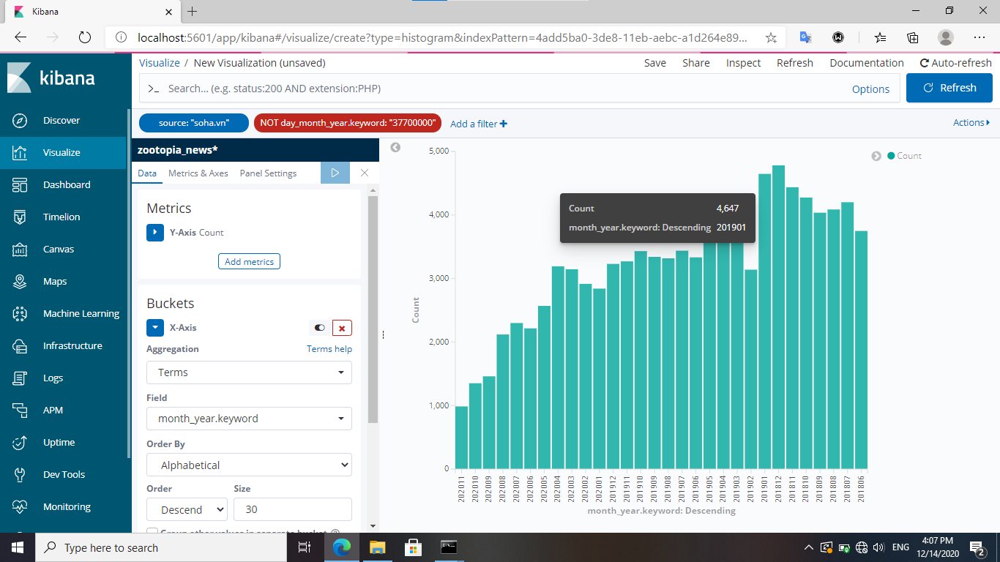 Kibana
localhost:5601/app/kibana#/visualize/create?type=histogram&indexPattern=4add5ba0-3de8-11eb-aebc-a1d264e89...
kibana
Discover
Visualize
Dashboard
Timelion
Canvas
Maps
Machine Learning
Infrastructure
Logs
APM
Uptime
Dev Tools
Monitoring
Visualize / New Visualization (unsaved)
Save Share Inspect Refresh Documentation Auto-refresh
>_ Search... (e.g. status:200 AND extension:PHP) Options Refresh
source: "soha.vn" NOT day_month_year.keyword: "37700000" Add a filter Actions
zootopia_news*
Data Metrics & Axes Panel Settings
Metrics
Y-Axis Count
Add metrics
Buckets
X-Axis
Aggregation Terms help
Terms
Field
month_year.keyword
Order By
Alphabetical
Order Size
Descend 30
Group other values in separate bucket
5,000
4,000
3,000
2,000
1,000
0
Count
Count 4,647
month_year.keyword: Descending 201901
Count
202011 202010 202009 202008 202007 202006 202005 202004 202003 202002 202001 201912 201911 201910 201909 201908 201907 201906 201905 201904 201903 201902 201901 201812 201811 201810 201809 201808 201807 201806
month_year.keyword: Descending
Type here to search
ENG
4:07 PM
12/14/2020
2